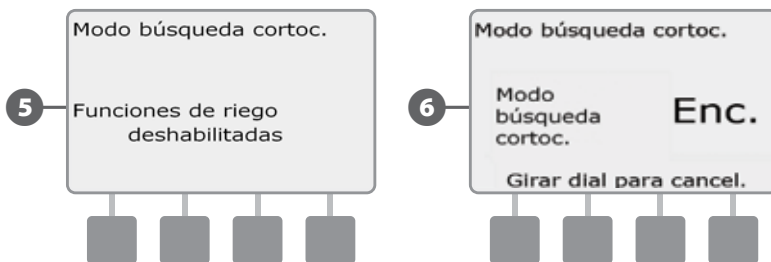 5
Modo búsqueda cortoc.
Funciones de riego
deshabilitadas
6
Modo búsqueda cortoc.
Modo
búsqueda
cortoc.
Enc.
Girar dial para cancel.